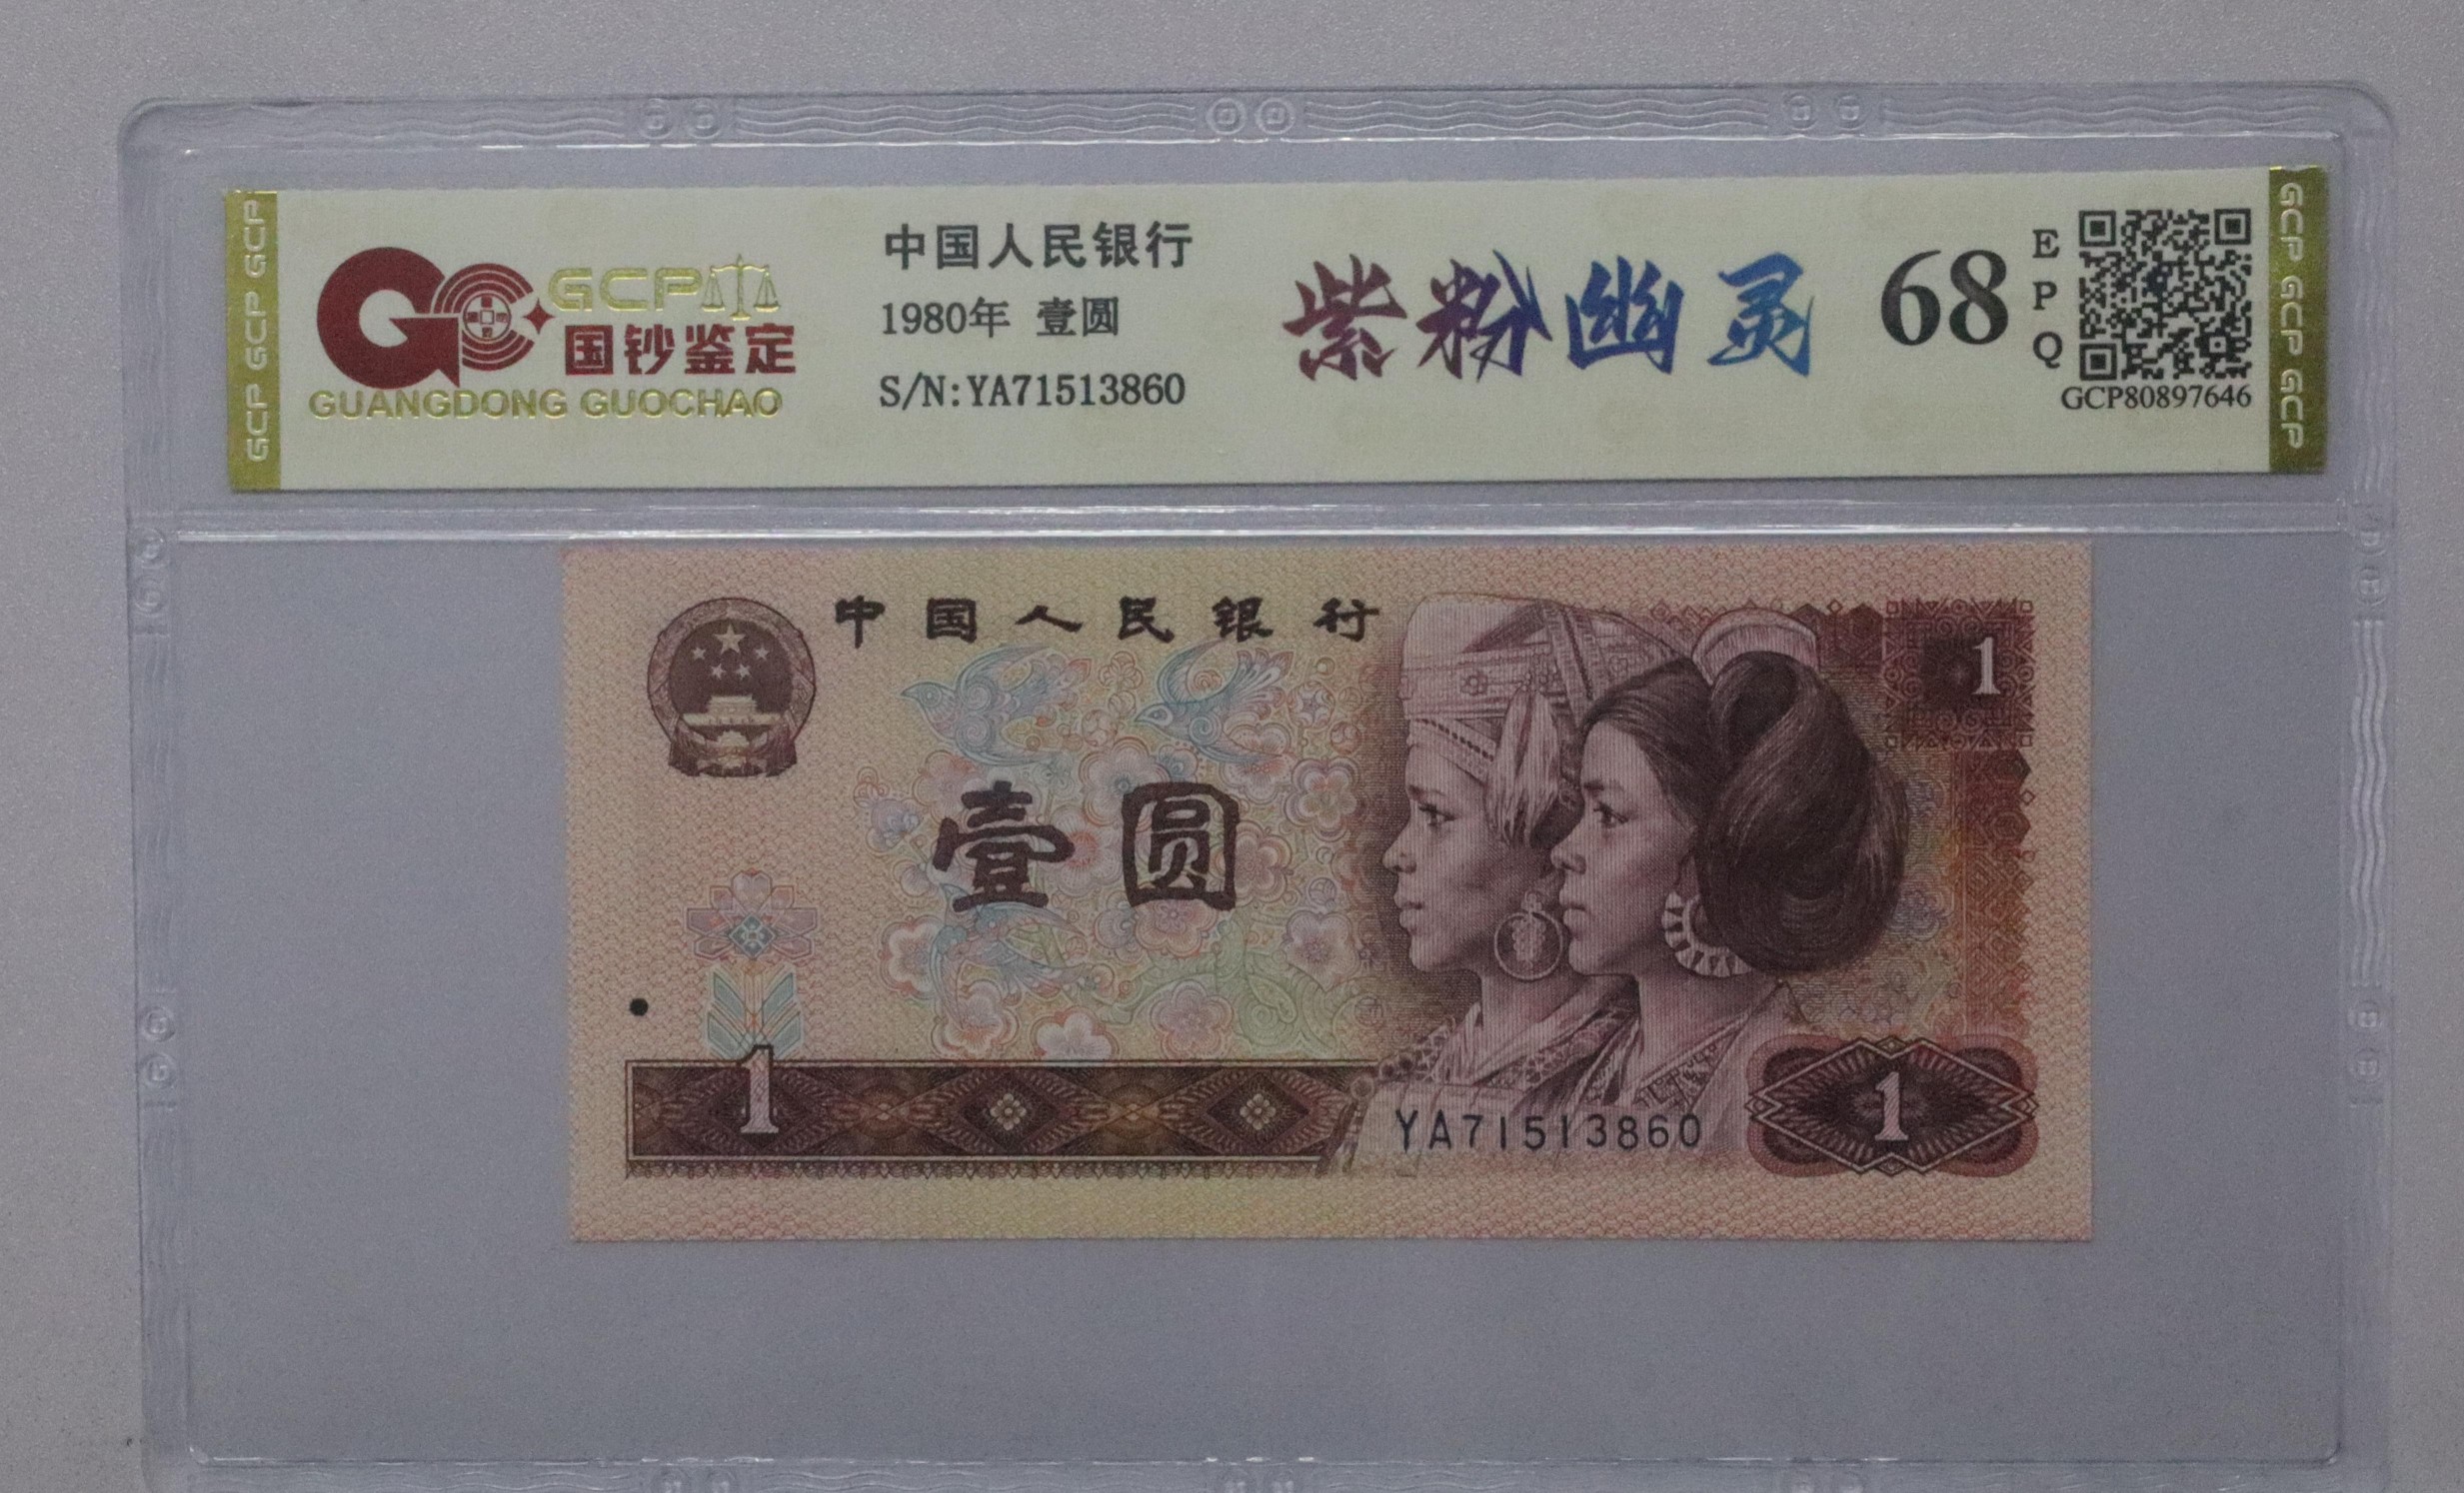 GCP GCP GCP
GCP
国钞鉴定
GUANGDONG GUOCHAO
中国人民银行
1980年 壹圆
S/N:YA71513860
紫粉幽灵
68
E
P
Q
GCP80897646
GCP GCP GCP
中国人民银行
1
壹圆
1
YA71513860
1